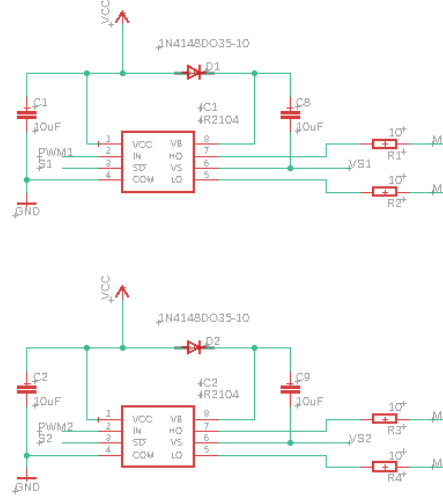 VCC
1N4148DO35-10
D1
C1
10uF
IC1
IR2104
C8
10uF
1 VCC VB 8
PWM1 2 IN HO 7
S1 3 SD VS 6 VS1
4 COM LO 5
10
R1
M
10
R2
M
GND
VCC
1N4148DO35-10
D2
C2
10uF
IC2
IR2104
C9
10uF
1 VCC VB 8
PWM2 2 IN HO 7
S2 3 SD VS 6 VS2
4 COM LO 5
10
R3
M
10
R4
M
GND